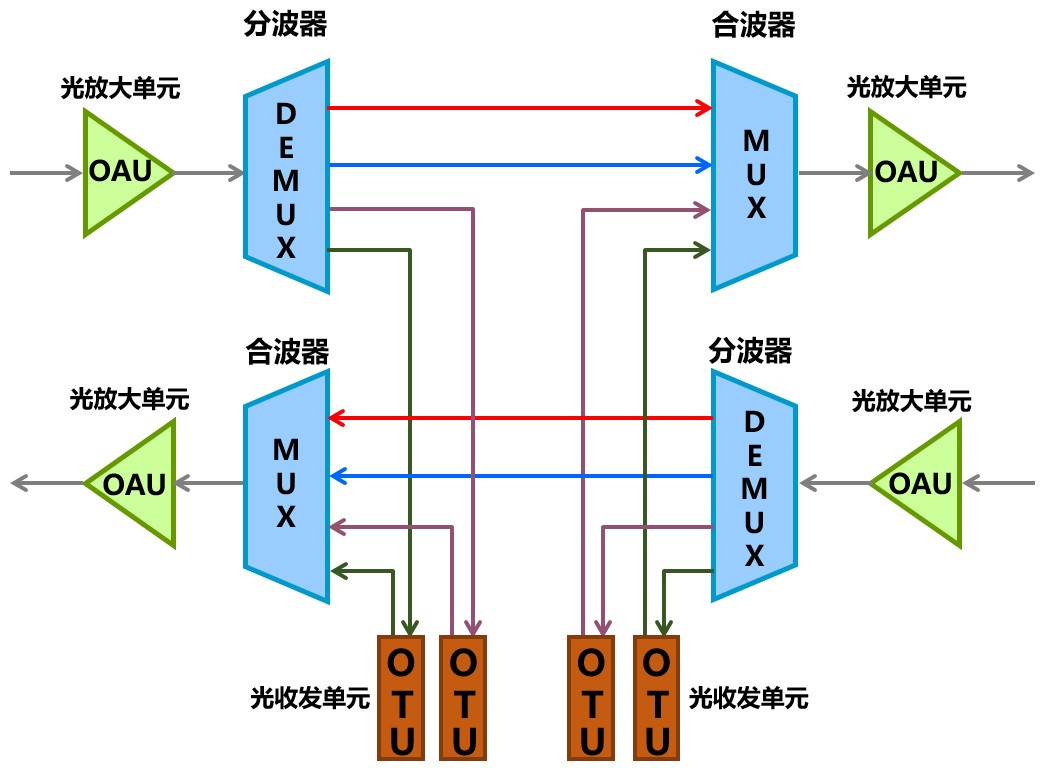 分波器
合波器
光放大单元
光放大单元
OAU
DEMUX
MUX
OAU
合波器
分波器
光放大单元
光放大单元
OAU
MUX
DEMUX
OAU
光收发单元
OTU
OTU
OTU
OTU
光收发单元